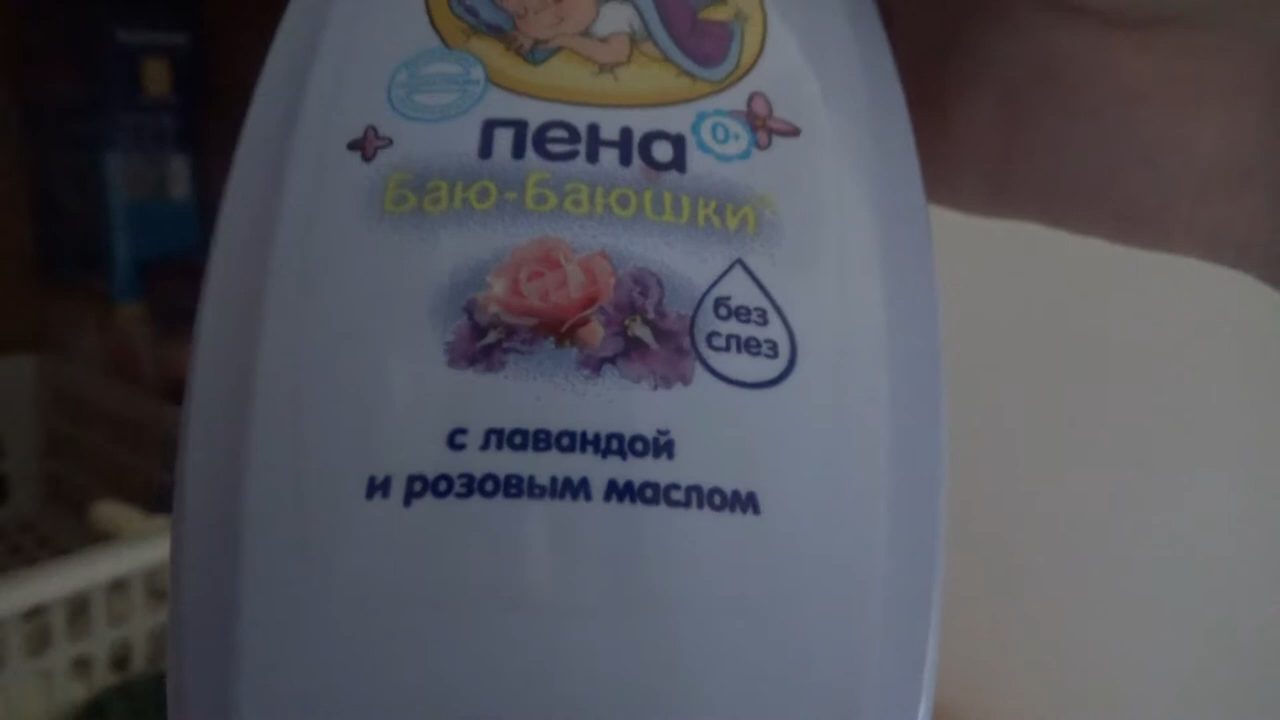 пена
0+
Баю-Баюшки
без
слез
с лавандой
и розовым маслом